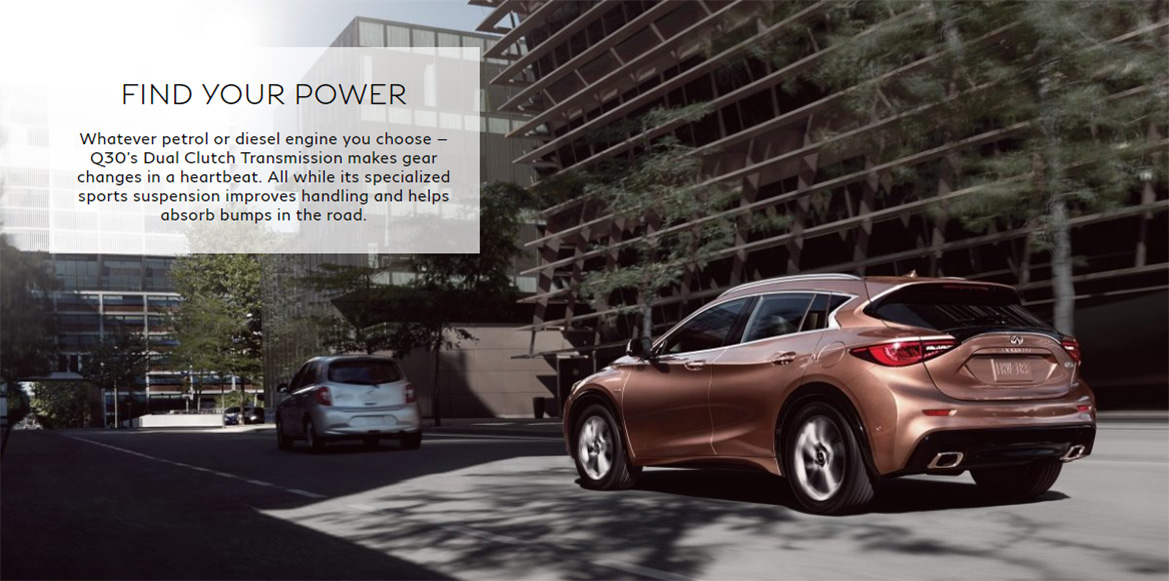 FIND YOUR POWER
Whatever petrol or diesel engine you choose –
Q30's Dual Clutch Transmission makes gear
changes in a heartbeat. All while its specialized
sports suspension improves handling and helps
absorb bumps in the road.